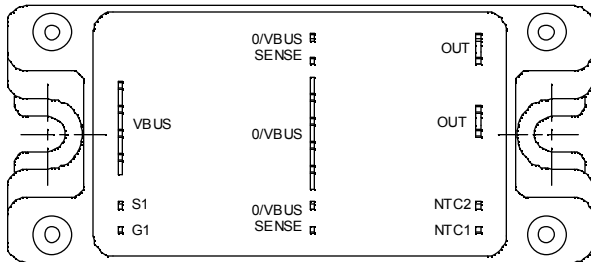 0/VBUS
SENSE
OUT
VBUS
0/VBUS
OUT
S1
0/VBUS
SENSE
NTC2
G1
NTC1